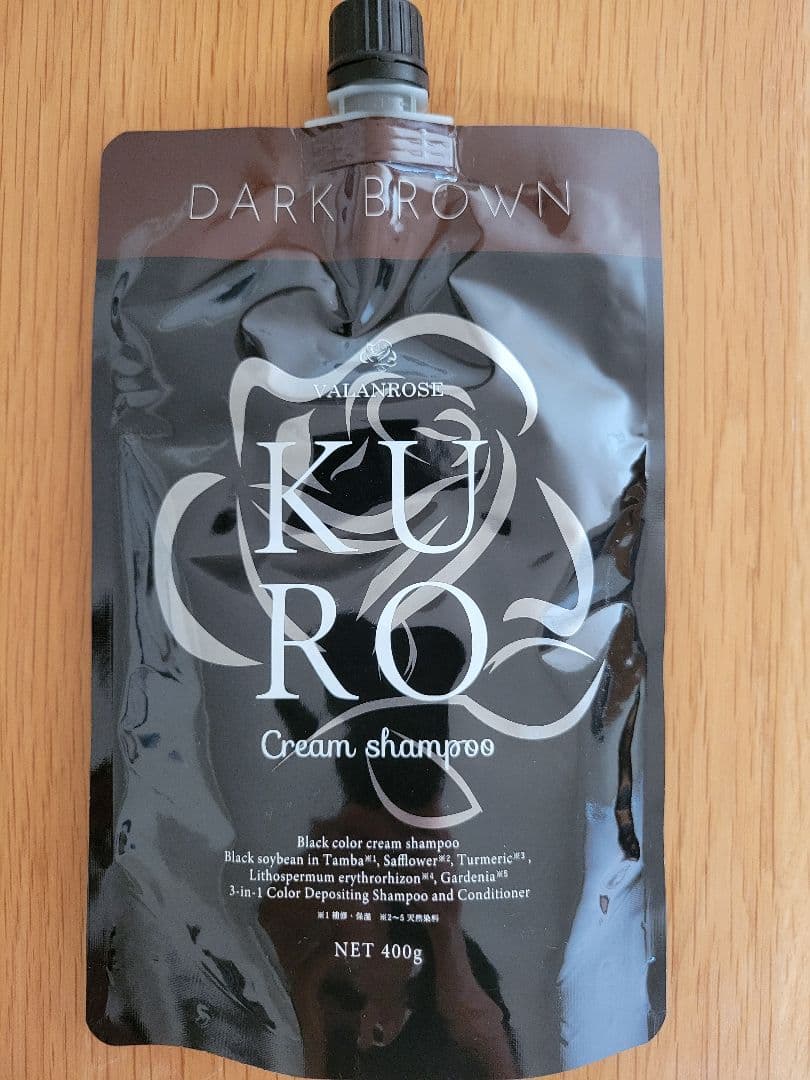 DARK BROWN
VALANROSE
KU
RO
Cream shampoo
Black color cream shampoo
Black soybean in Tamba※1, Safflower※2, Turmeric※3,
Lithospermum erythrorhizon※4, Gardenia※5
3-in-1 Color Depositing Shampoo and Conditioner
※1 補修・保湿 ※2～5 天然染料
NET 400g